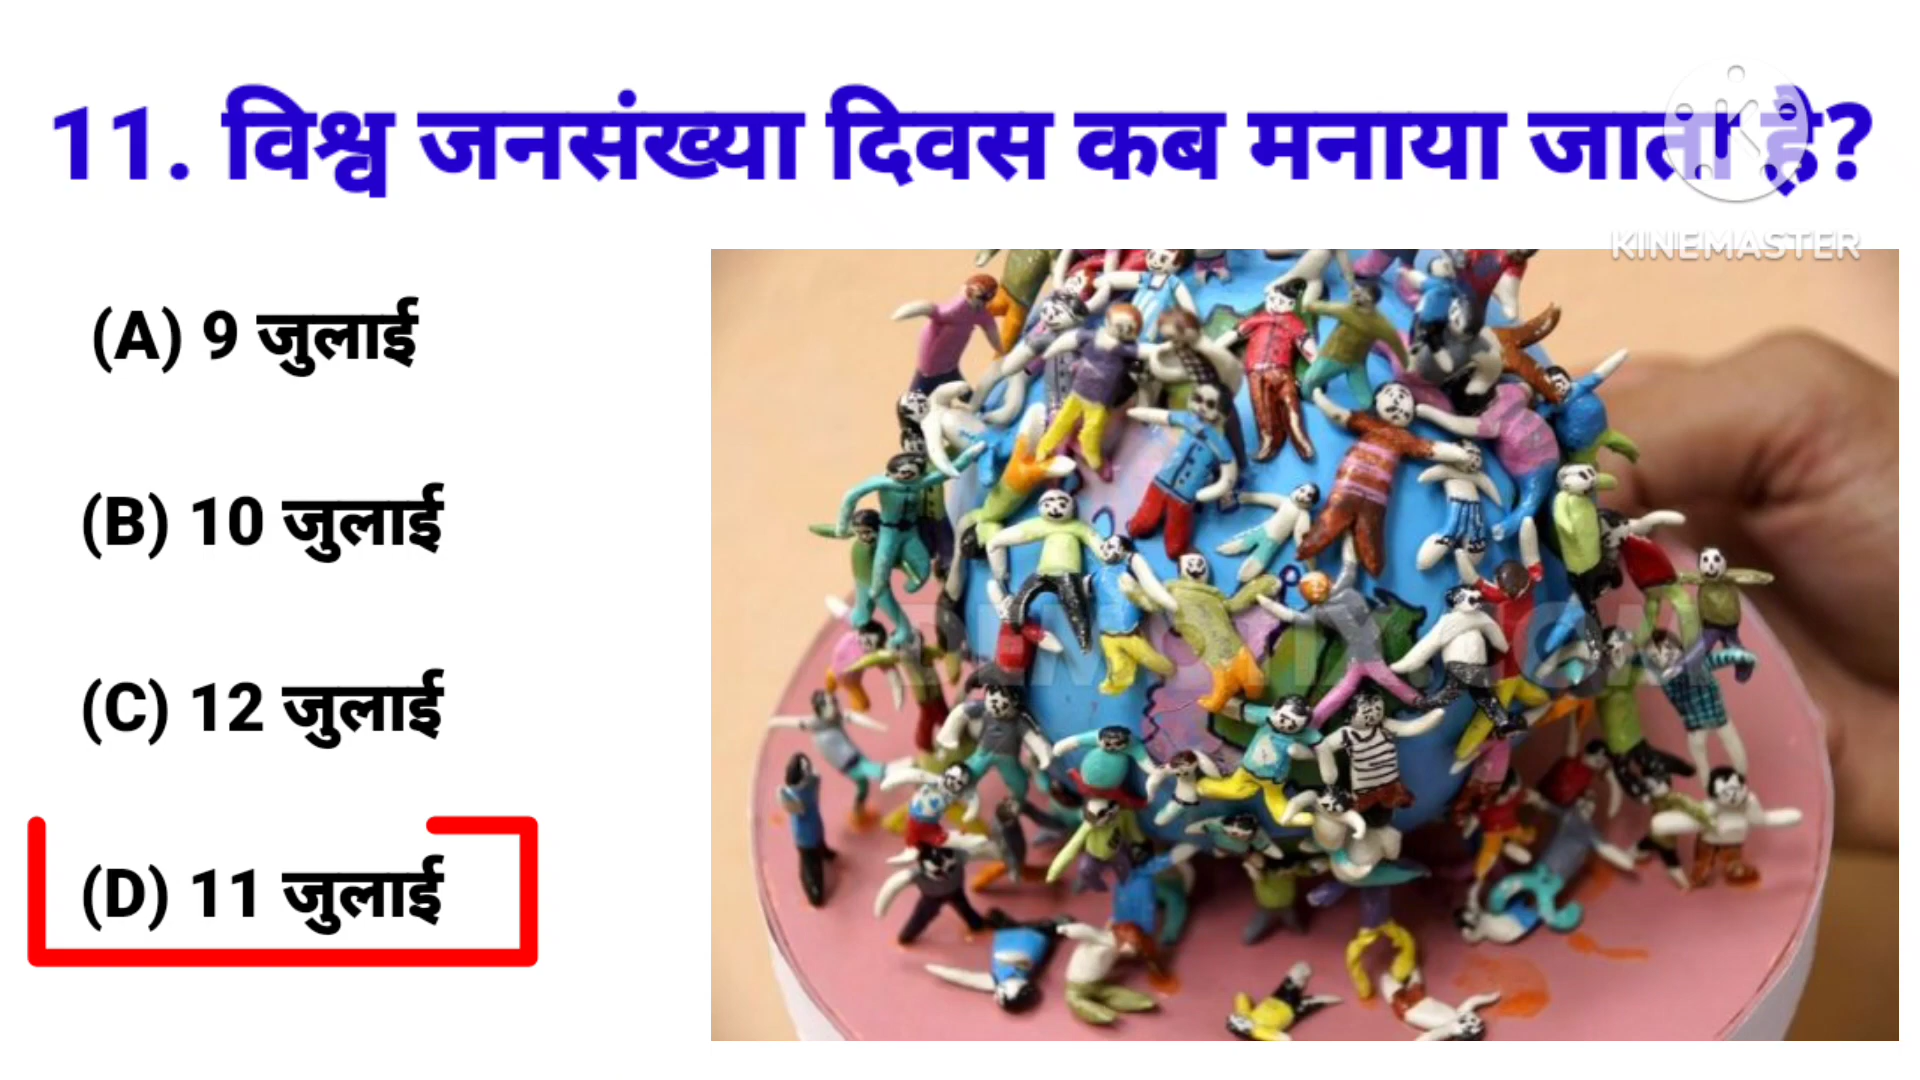 11. विश्व जनसंख्या दिवस कब मनाया जाता है?
KINEMASTER
(A) 9 जुलाई
(B) 10 जुलाई
(C) 12 जुलाई
(D) 11 जुलाई